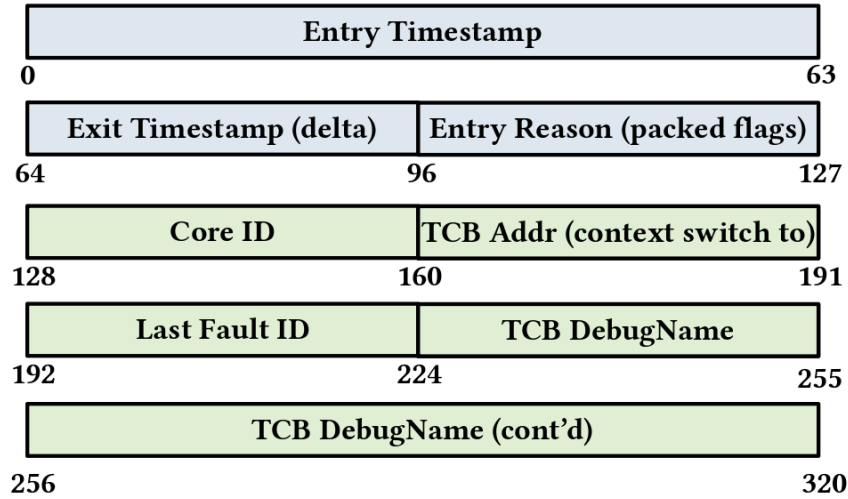 Entry Timestamp
0 63
Exit Timestamp (delta) Entry Reason (packed flags)
64 96 127
Core ID TCB Addr (context switch to)
128 160 191
Last Fault ID TCB DebugName
192 224 255
TCB DebugName (cont’d)
256 320